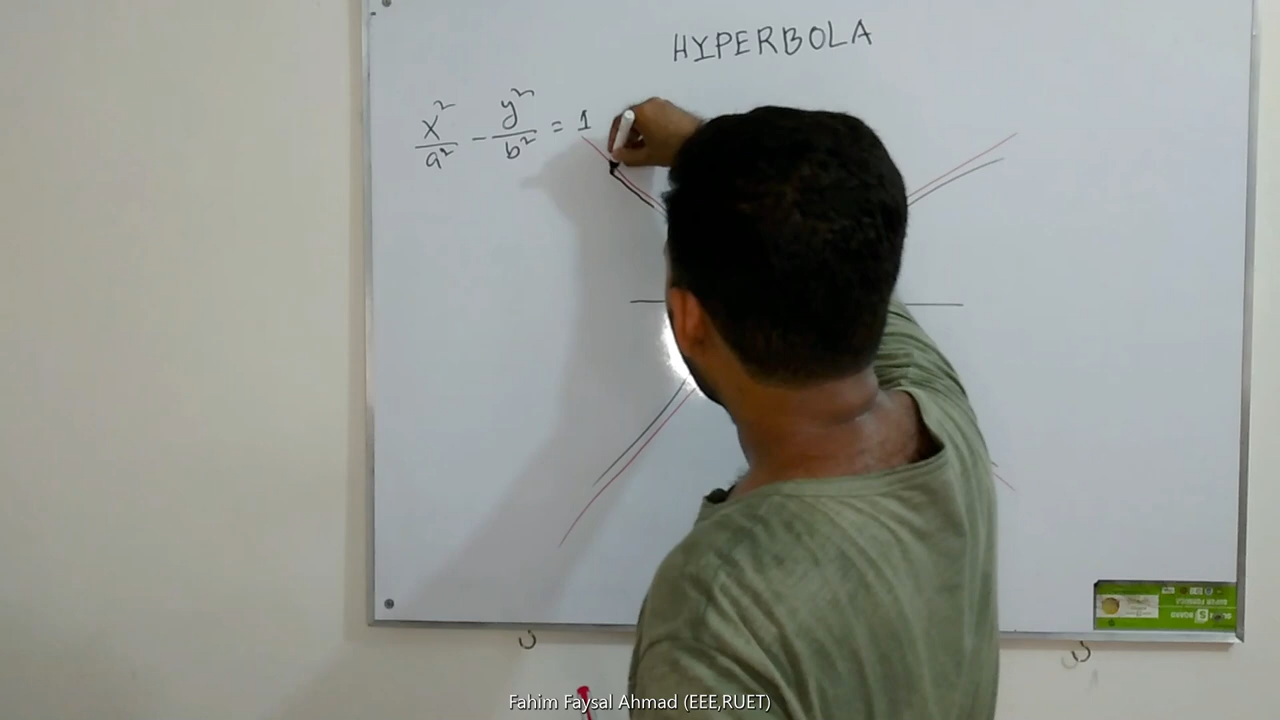 HYPERBOLA
x²/a² - y²/b² = 1
Fahim Faysal Ahmad (EEE,RUET)